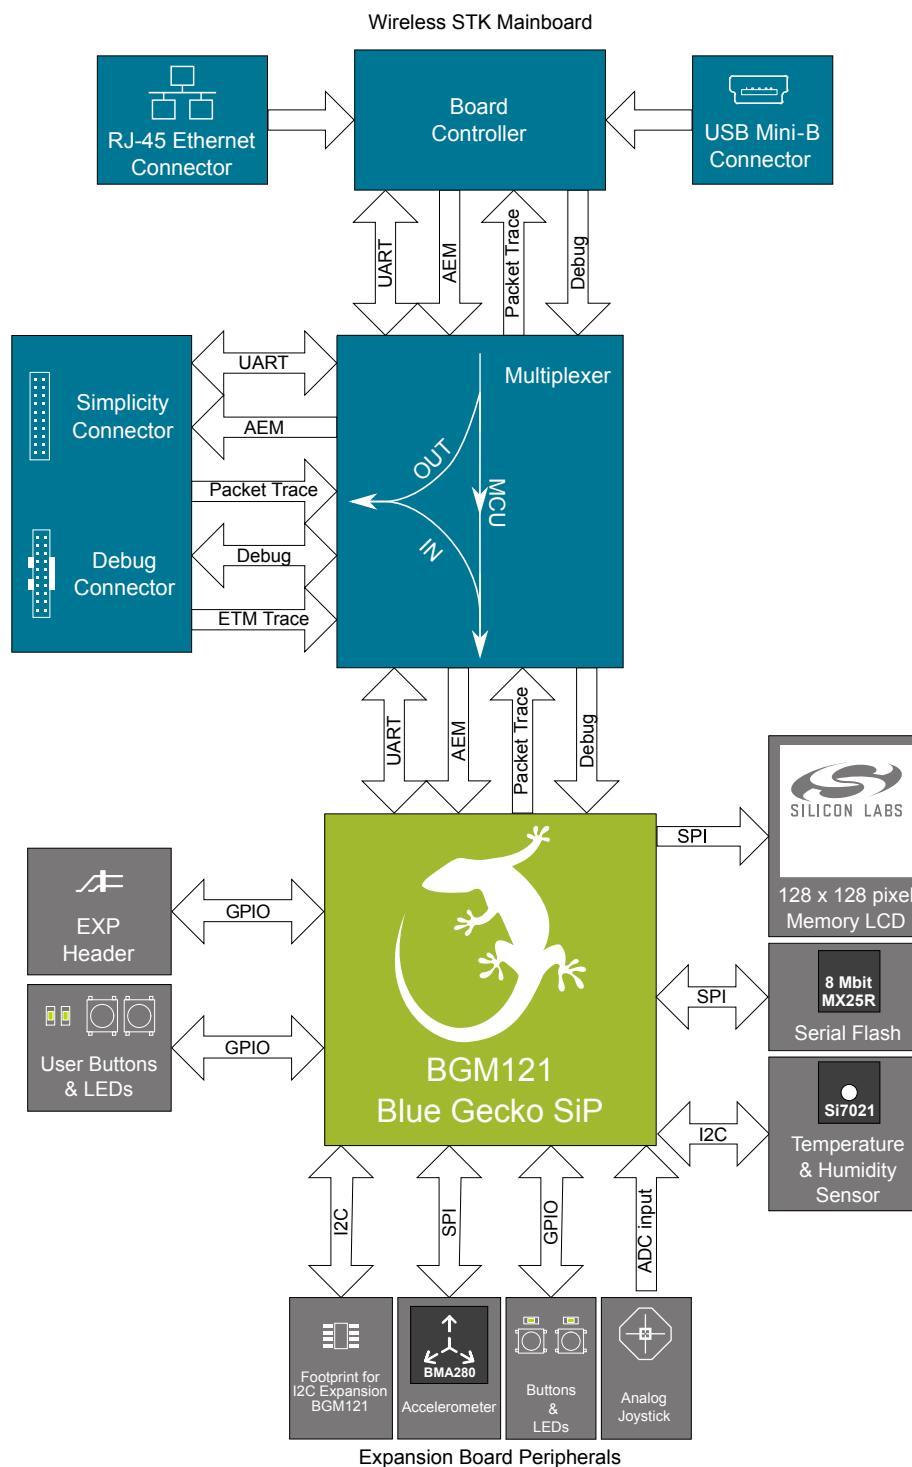 Wireless STK Mainboard
RJ-45 Ethernet
Connector
Board
Controller
USB Mini-B
Connector
UART
AEM
Packet Trace
Debug
Simplicity
Connector
Debug
Connector
UART
AEM
Packet Trace
Debug
ETM Trace
Multiplexer
OUT
MCU
IN
UART
AEM
Packet Trace
Debug
SPI
SILICON LABS
128 x 128 pixel
Memory LCD
EXP
Header
GPIO
SPI
8 Mbit
MX25R
Serial Flash
User Buttons
& LEDs
GPIO
BGM121
Blue Gecko SiP
I2C
Si7021
Temperature
& Humidity
Sensor
I2C
SPI
GPIO
ADC input
Footprint for
I2C Expansion
BGM121
BMA280
Accelerometer
Buttons
&
LEDs
Analog
Joystick
Expansion Board Peripherals